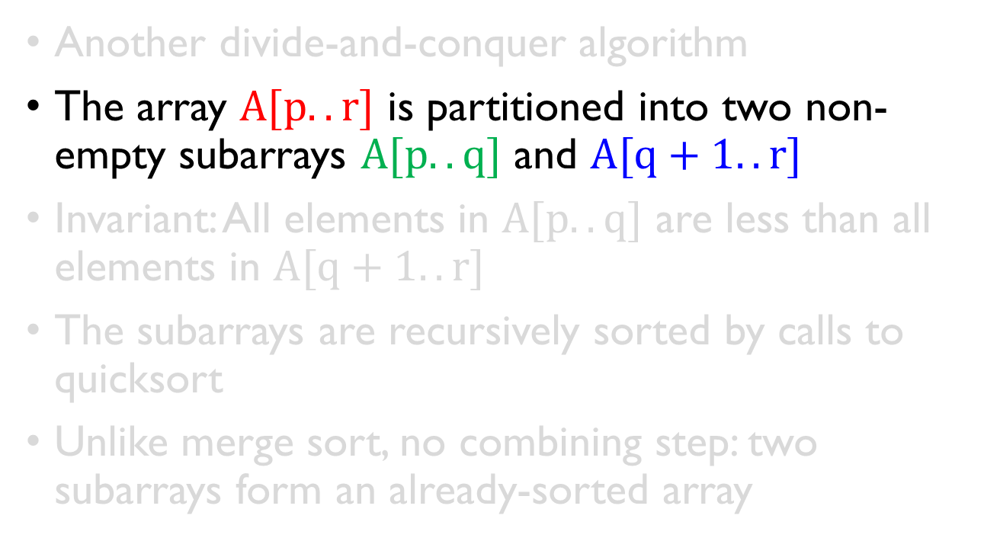 • Another divide-and-conquer algorithm
• The array A[p. . r] is partitioned into two non-
empty subarrays A[p. . q] and A[q + 1. . r]
• Invariant: All elements in A[p. . q] are less than all
elements in A[q + 1. . r]
• The subarrays are recursively sorted by calls to
quicksort
• Unlike merge sort, no combining step: two
subarrays form an already-sorted array